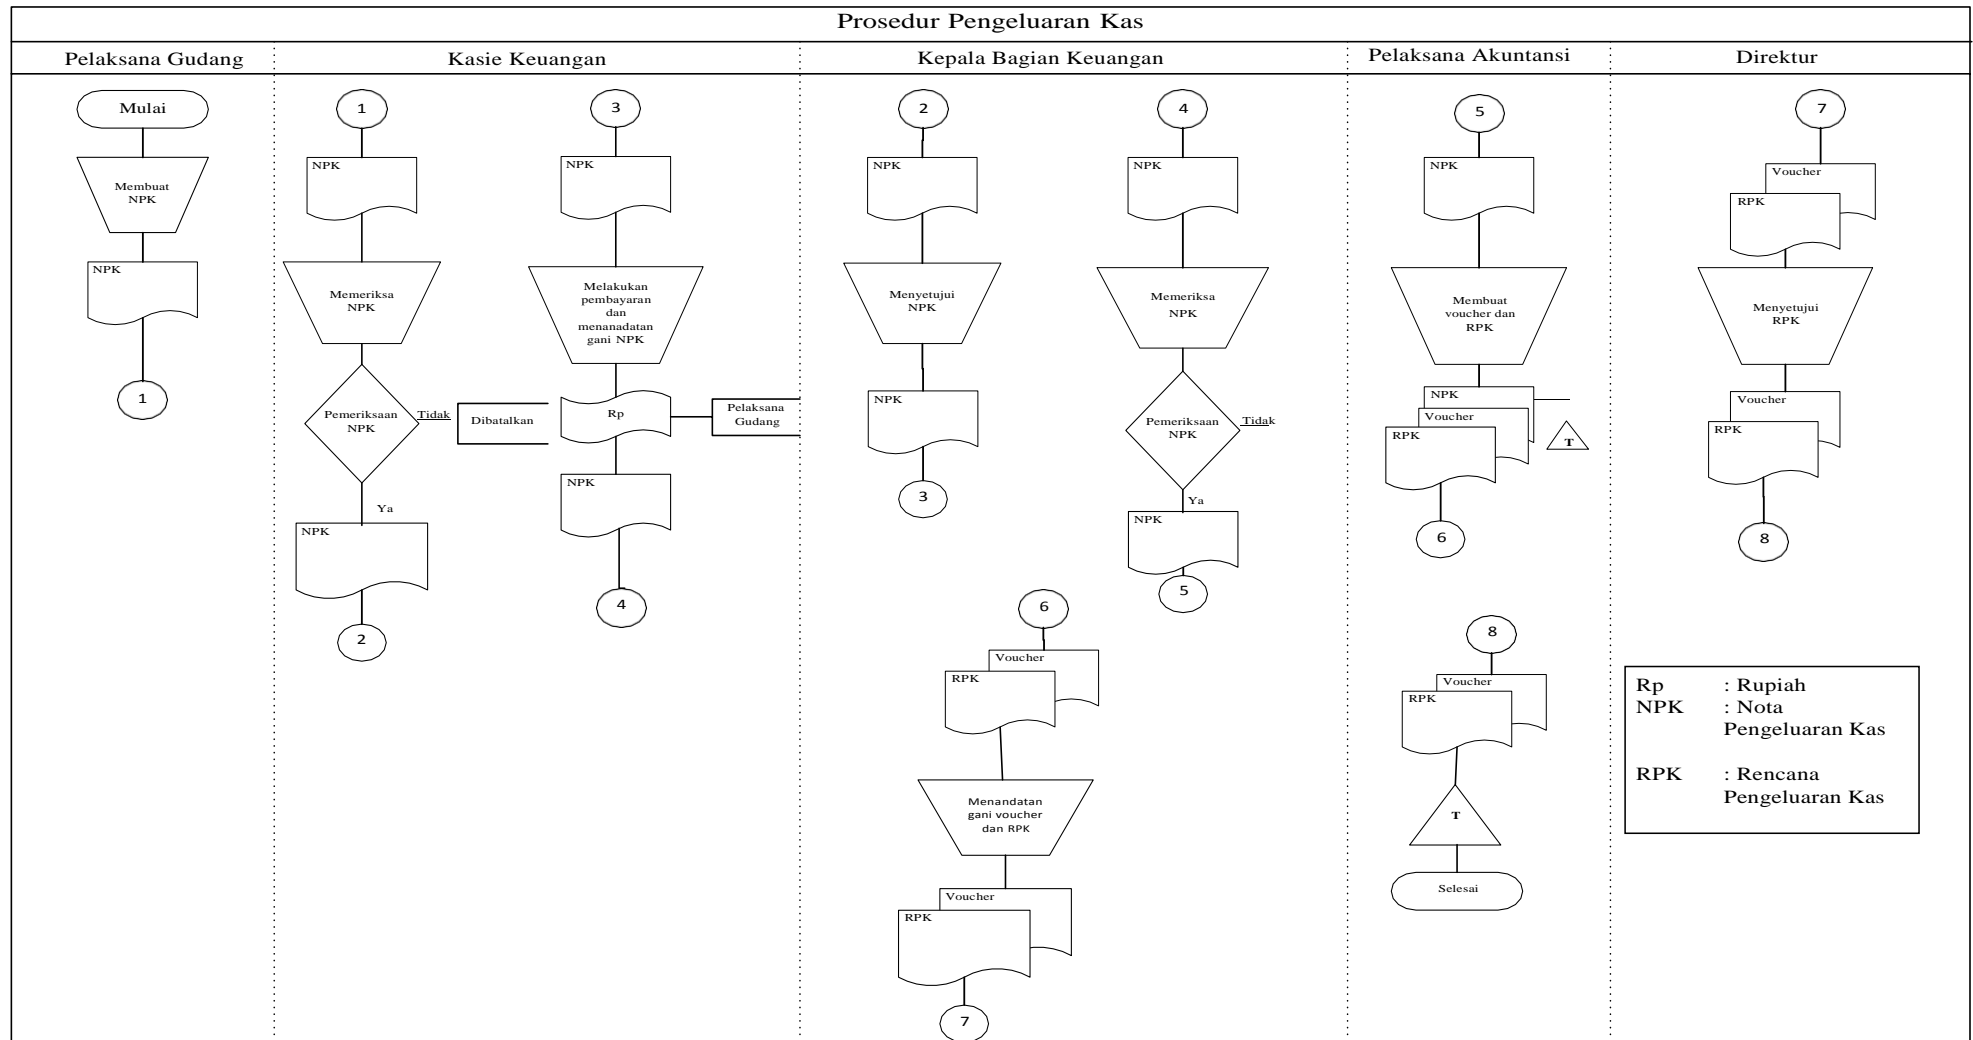 Prosedur Pengeluaran Kas
Pelaksana Gudang
Kasie Keuangan
Kepala Bagian Keuangan
Pelaksana Akuntansi
Direktur
Mulai
Membuat
NPK
NPK
1
1
NPK
Memeriksa
NPK
Pemeriksaan
NPK
Tidak
Dibatalkan
Ya
NPK
2
3
NPK
Melakukan
pembayaran
dan
menanadatan
gani NPK
Rp
Pelaksana
Gudang
NPK
4
2
NPK
Menyetujui
NPK
NPK
3
4
NPK
Memeriksa
NPK
Pemeriksaan
NPK
Tidak
Ya
NPK
5
6
Voucher
RPK
Menandatan
gani voucher
dan RPK
Voucher
RPK
7
5
NPK
Membuat
voucher dan
RPK
NPK
Voucher
RPK
T
6
8
Voucher
RPK
T
Selesai
7
Voucher
RPK
Menyetujui
RPK
Voucher
RPK
8
Rp : Rupiah
NPK : Nota
Pengeluaran Kas
RPK : Rencana
Pengeluaran Kas